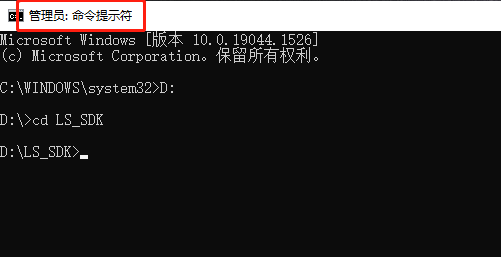 管理员: 命令提示符
Microsoft Windows [版本 10.0.19044.1526]
(c) Microsoft Corporation。保留所有权利。
C:\WINDOWS\system32>D:
D:\>cd LS_SDK
D:\LS_SDK>